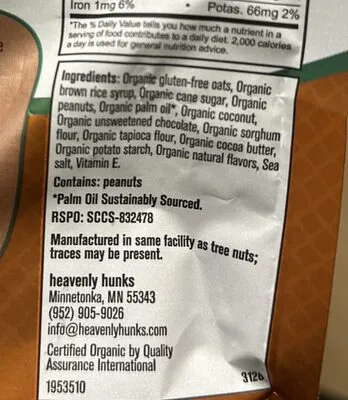 Iron 1mg 6% • Potas. 66mg 2%
*The % Daily Value tells you how much a nutrient in a
serving of food contributes to a daily diet. 2,000 calories
a day is used for general nutrition advice.
Ingredients: Organic gluten-free oats, Organic
brown rice syrup, Organic cane sugar, Organic
peanuts, Organic palm oil*, Organic coconut,
Organic unsweetened chocolate, Organic sorghum
flour, Organic tapioca flour, Organic cocoa butter,
Organic potato starch, Organic natural flavors, Sea
salt, Vitamin E.
Contains: peanuts
*Palm Oil Sustainably Sourced.
RSPO: SCCS-832478
Manufactured in same facility as tree nuts;
traces may be present.
heavenly hunks
Minnetonka, MN 55343
(952) 905-9026
info@heavenlyhunks.com
Certified Organic by Quality
Assurance International
1953510
3126